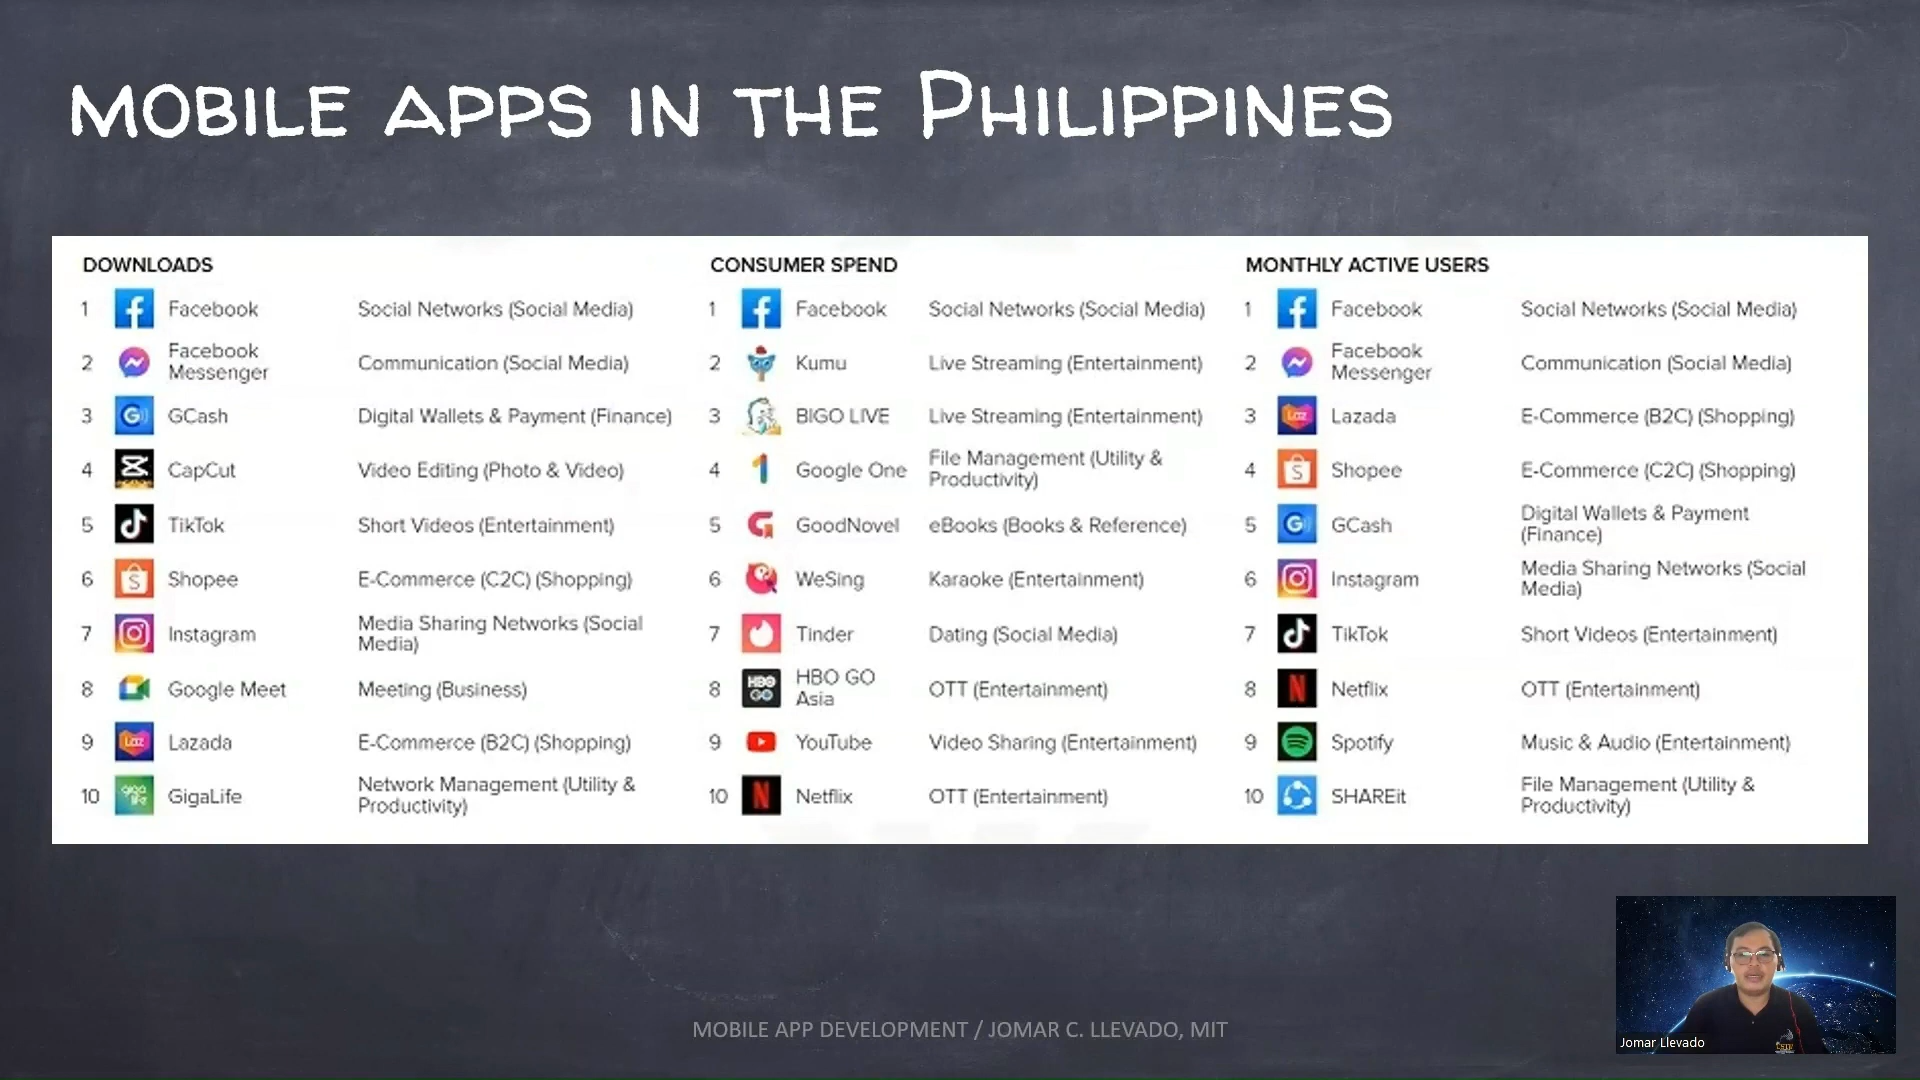 MOBILE APPS IN THE PHILIPPINES
DOWNLOADS
1 Facebook Social Networks (Social Media)
2 Facebook Messenger Communication (Social Media)
3 GCash Digital Wallets & Payment (Finance)
4 CapCut Video Editing (Photo & Video)
5 TikTok Short Videos (Entertainment)
6 Shopee E-Commerce (C2C) (Shopping)
7 Instagram Media Sharing Networks (Social Media)
8 Google Meet Meeting (Business)
9 Lazada E-Commerce (B2C) (Shopping)
10 GigaLife Network Management (Utility & Productivity)
CONSUMER SPEND
1 Facebook Social Networks (Social Media)
2 Kumu Live Streaming (Entertainment)
3 BIGO LIVE Live Streaming (Entertainment)
4 Google One File Management (Utility & Productivity)
5 GoodNovel eBooks (Books & Reference)
6 WeSing Karaoke (Entertainment)
7 Tinder Dating (Social Media)
8 HBO GO Asia OTT (Entertainment)
9 YouTube Video Sharing (Entertainment)
10 Netflix OTT (Entertainment)
MONTHLY ACTIVE USERS
1 Facebook Social Networks (Social Media)
2 Facebook Messenger Communication (Social Media)
3 Lazada E-Commerce (B2C) (Shopping)
4 Shopee E-Commerce (C2C) (Shopping)
5 GCash Digital Wallets & Payment (Finance)
6 Instagram Media Sharing Networks (Social Media)
7 TikTok Short Videos (Entertainment)
8 Netflix OTT (Entertainment)
9 Spotify Music & Audio (Entertainment)
10 SHAREit File Management (Utility & Productivity)
MOBILE APP DEVELOPMENT / JOMAR C. LLEVADO, MIT
Jomar Llevado